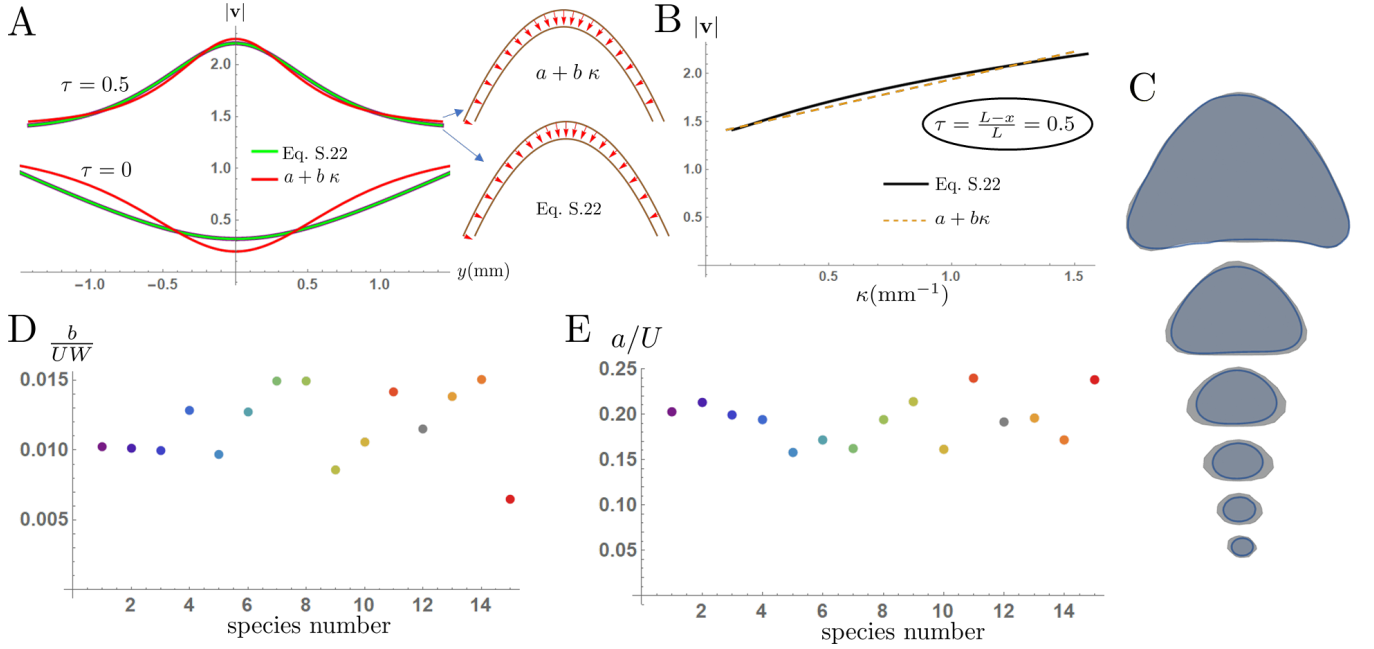 A
|v|
2.0
1.5
1.0
0.5
τ = 0.5
τ = 0
Eq. S.22
a + b κ
−1.0
−0.5
0.5
1.0
y(mm)
a + b κ
Eq. S.22
B
|v|
2.0
1.5
1.0
0.5
τ = (L−x)/L = 0.5
Eq. S.22
a + bκ
0.5
1.0
1.5
κ(mm⁻¹)
C
D
b/UW
0.015
0.010
0.005
2
4
6
8
10
12
14
species number
E
a/U
0.25
0.20
0.15
0.10
0.05
2
4
6
8
10
12
14
species number